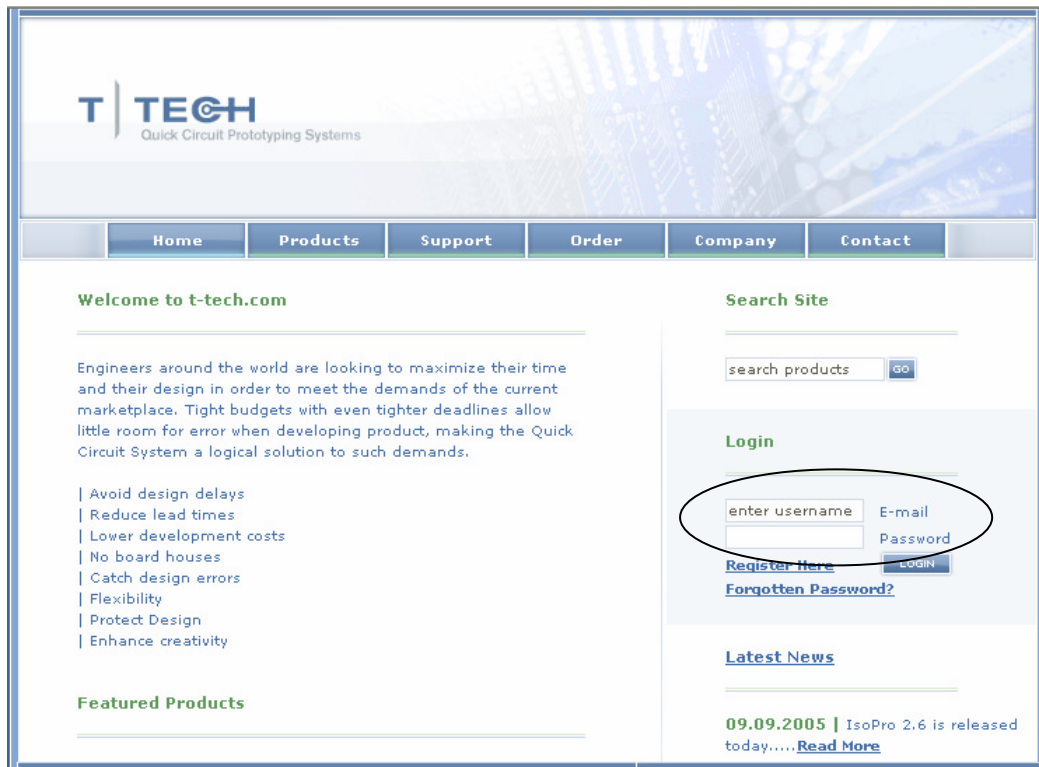 T TECH
Quick Circuit Prototyping Systems
Home Products Support Order Company Contact
Welcome to t-tech.com
Engineers around the world are looking to maximize their time
and their design in order to meet the demands of the current
marketplace. Tight budgets with even tighter deadlines allow
little room for error when developing product, making the Quick
Circuit System a logical solution to such demands.
| Avoid design delays
| Reduce lead times
| Lower development costs
| No board houses
| Catch design errors
| Flexibility
| Protect Design
| Enhance creativity
Featured Products
Search Site
search products GO
Login
enter username E-mail
Password
Register Here LOGIN
Forgotten Password?
Latest News
09.09.2005 | IsoPro 2.6 is released
today.....Read More